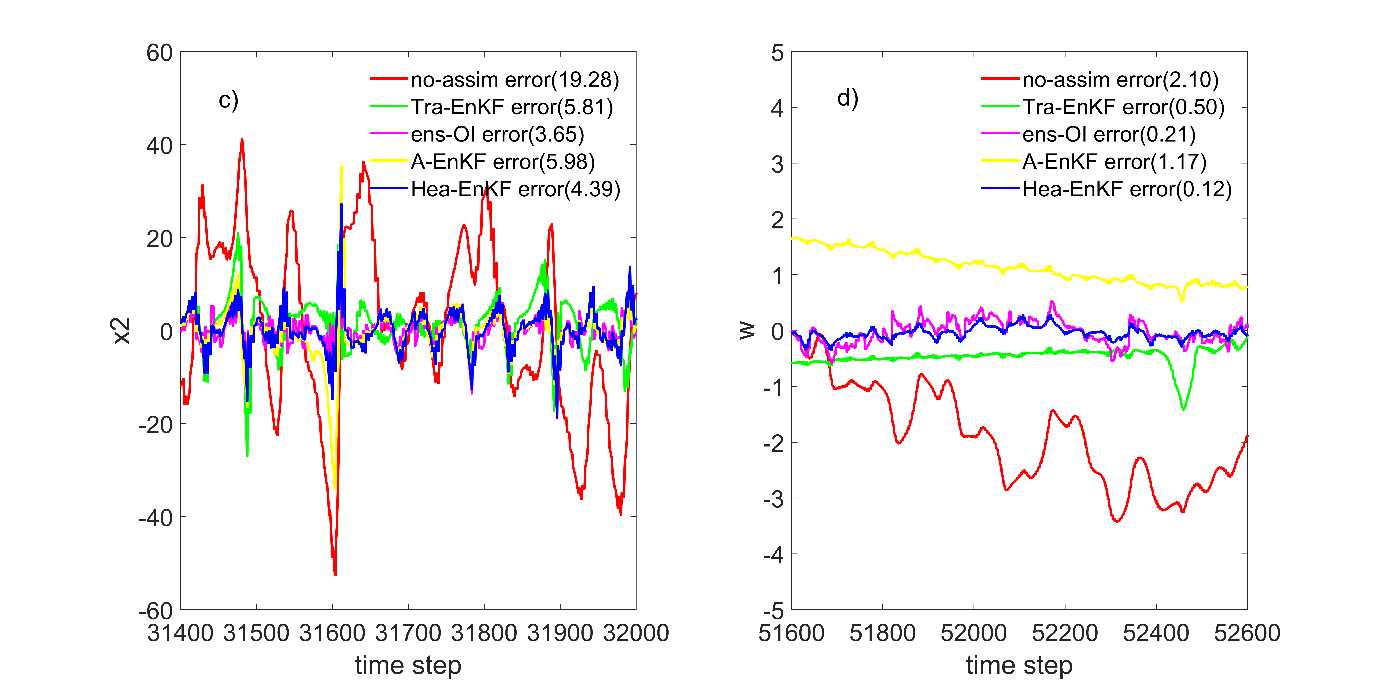 60
40
20
0
-20
-40
-60
x2
c)
no-assim error(19.28)
Tra-EnKF error(5.81)
ens-OI error(3.65)
A-EnKF error(5.98)
Hea-EnKF error(4.39)
31400 31500 31600 31700 31800 31900 32000
time step
5
4
3
2
1
0
-1
-2
-3
-4
-5
w
d)
no-assim error(2.10)
Tra-EnKF error(0.50)
ens-OI error(0.21)
A-EnKF error(1.17)
Hea-EnKF error(0.12)
51600 51800 52000 52200 52400 52600
time step